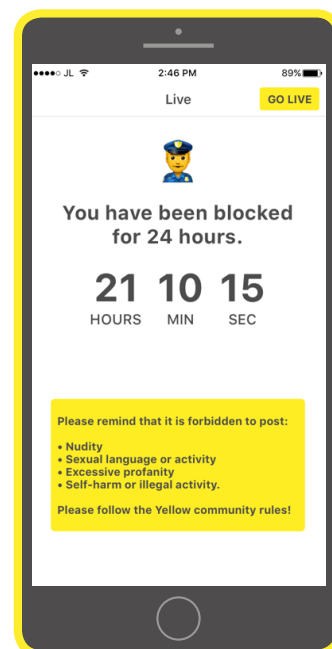 JL 2:46 PM 89%
Live GO LIVE
You have been blocked
for 24 hours.
21 10 15
HOURS MIN SEC
Please remind that it is forbidden to post:
• Nudity
• Sexual language or activity
• Excessive profanity
• Self-harm or illegal activity.
Please follow the Yellow community rules!